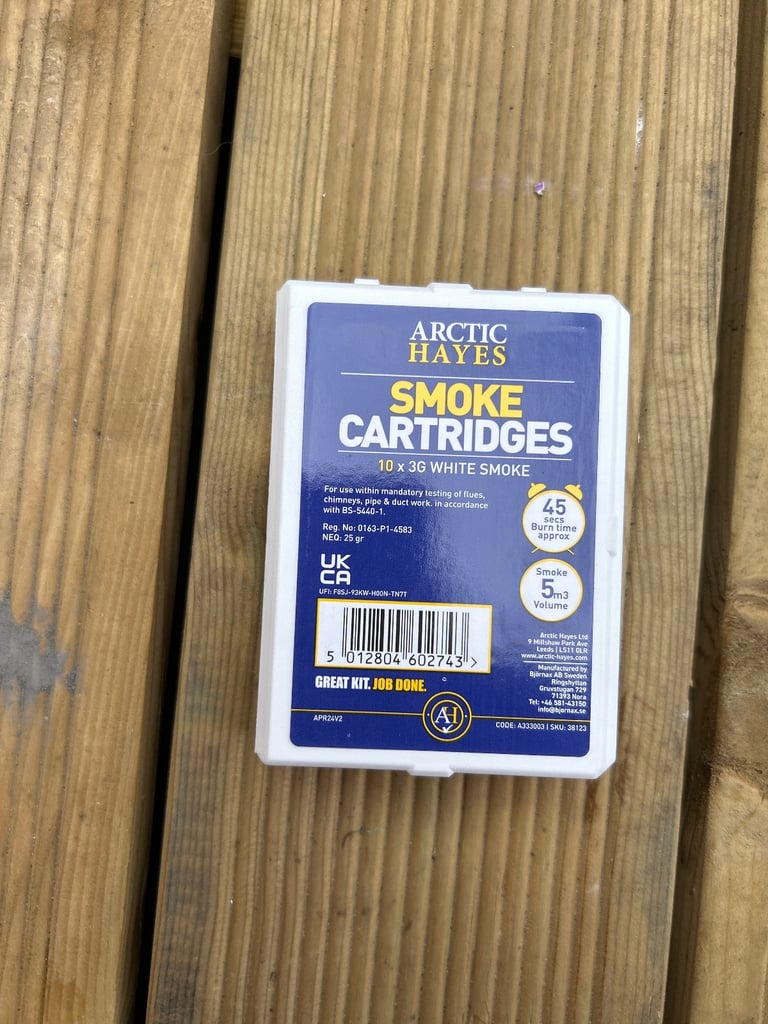 ARCTIC
HAYES
SMOKE
CARTRIDGES
10 x 3G WHITE SMOKE
For use within mandatory testing of flues,
chimneys, pipe & duct work. in accordance
with BS-5440-1.
Reg. No: 0163-P1-4583
NEQ: 25 gr
45
secs
Burn time
approx
UK
CA
UFI: F8SJ-93KW-H00N-TN7T
Smoke
5m3
Volume
5 012804 602743 >
GREAT KIT. JOB DONE.
Arctic Hayes Ltd
9 Millshaw Park Ave
Leeds | LS11 0LR
www.arctic-hayes.com
Manufactured by
Björnax AB Sweden
Ringshyttan
Gruvstugan 729
71393 Nora
Tel: +46 581-43150
info@bjornax.se
APR24V2
AH
CODE: A333003 | SKU: 38123